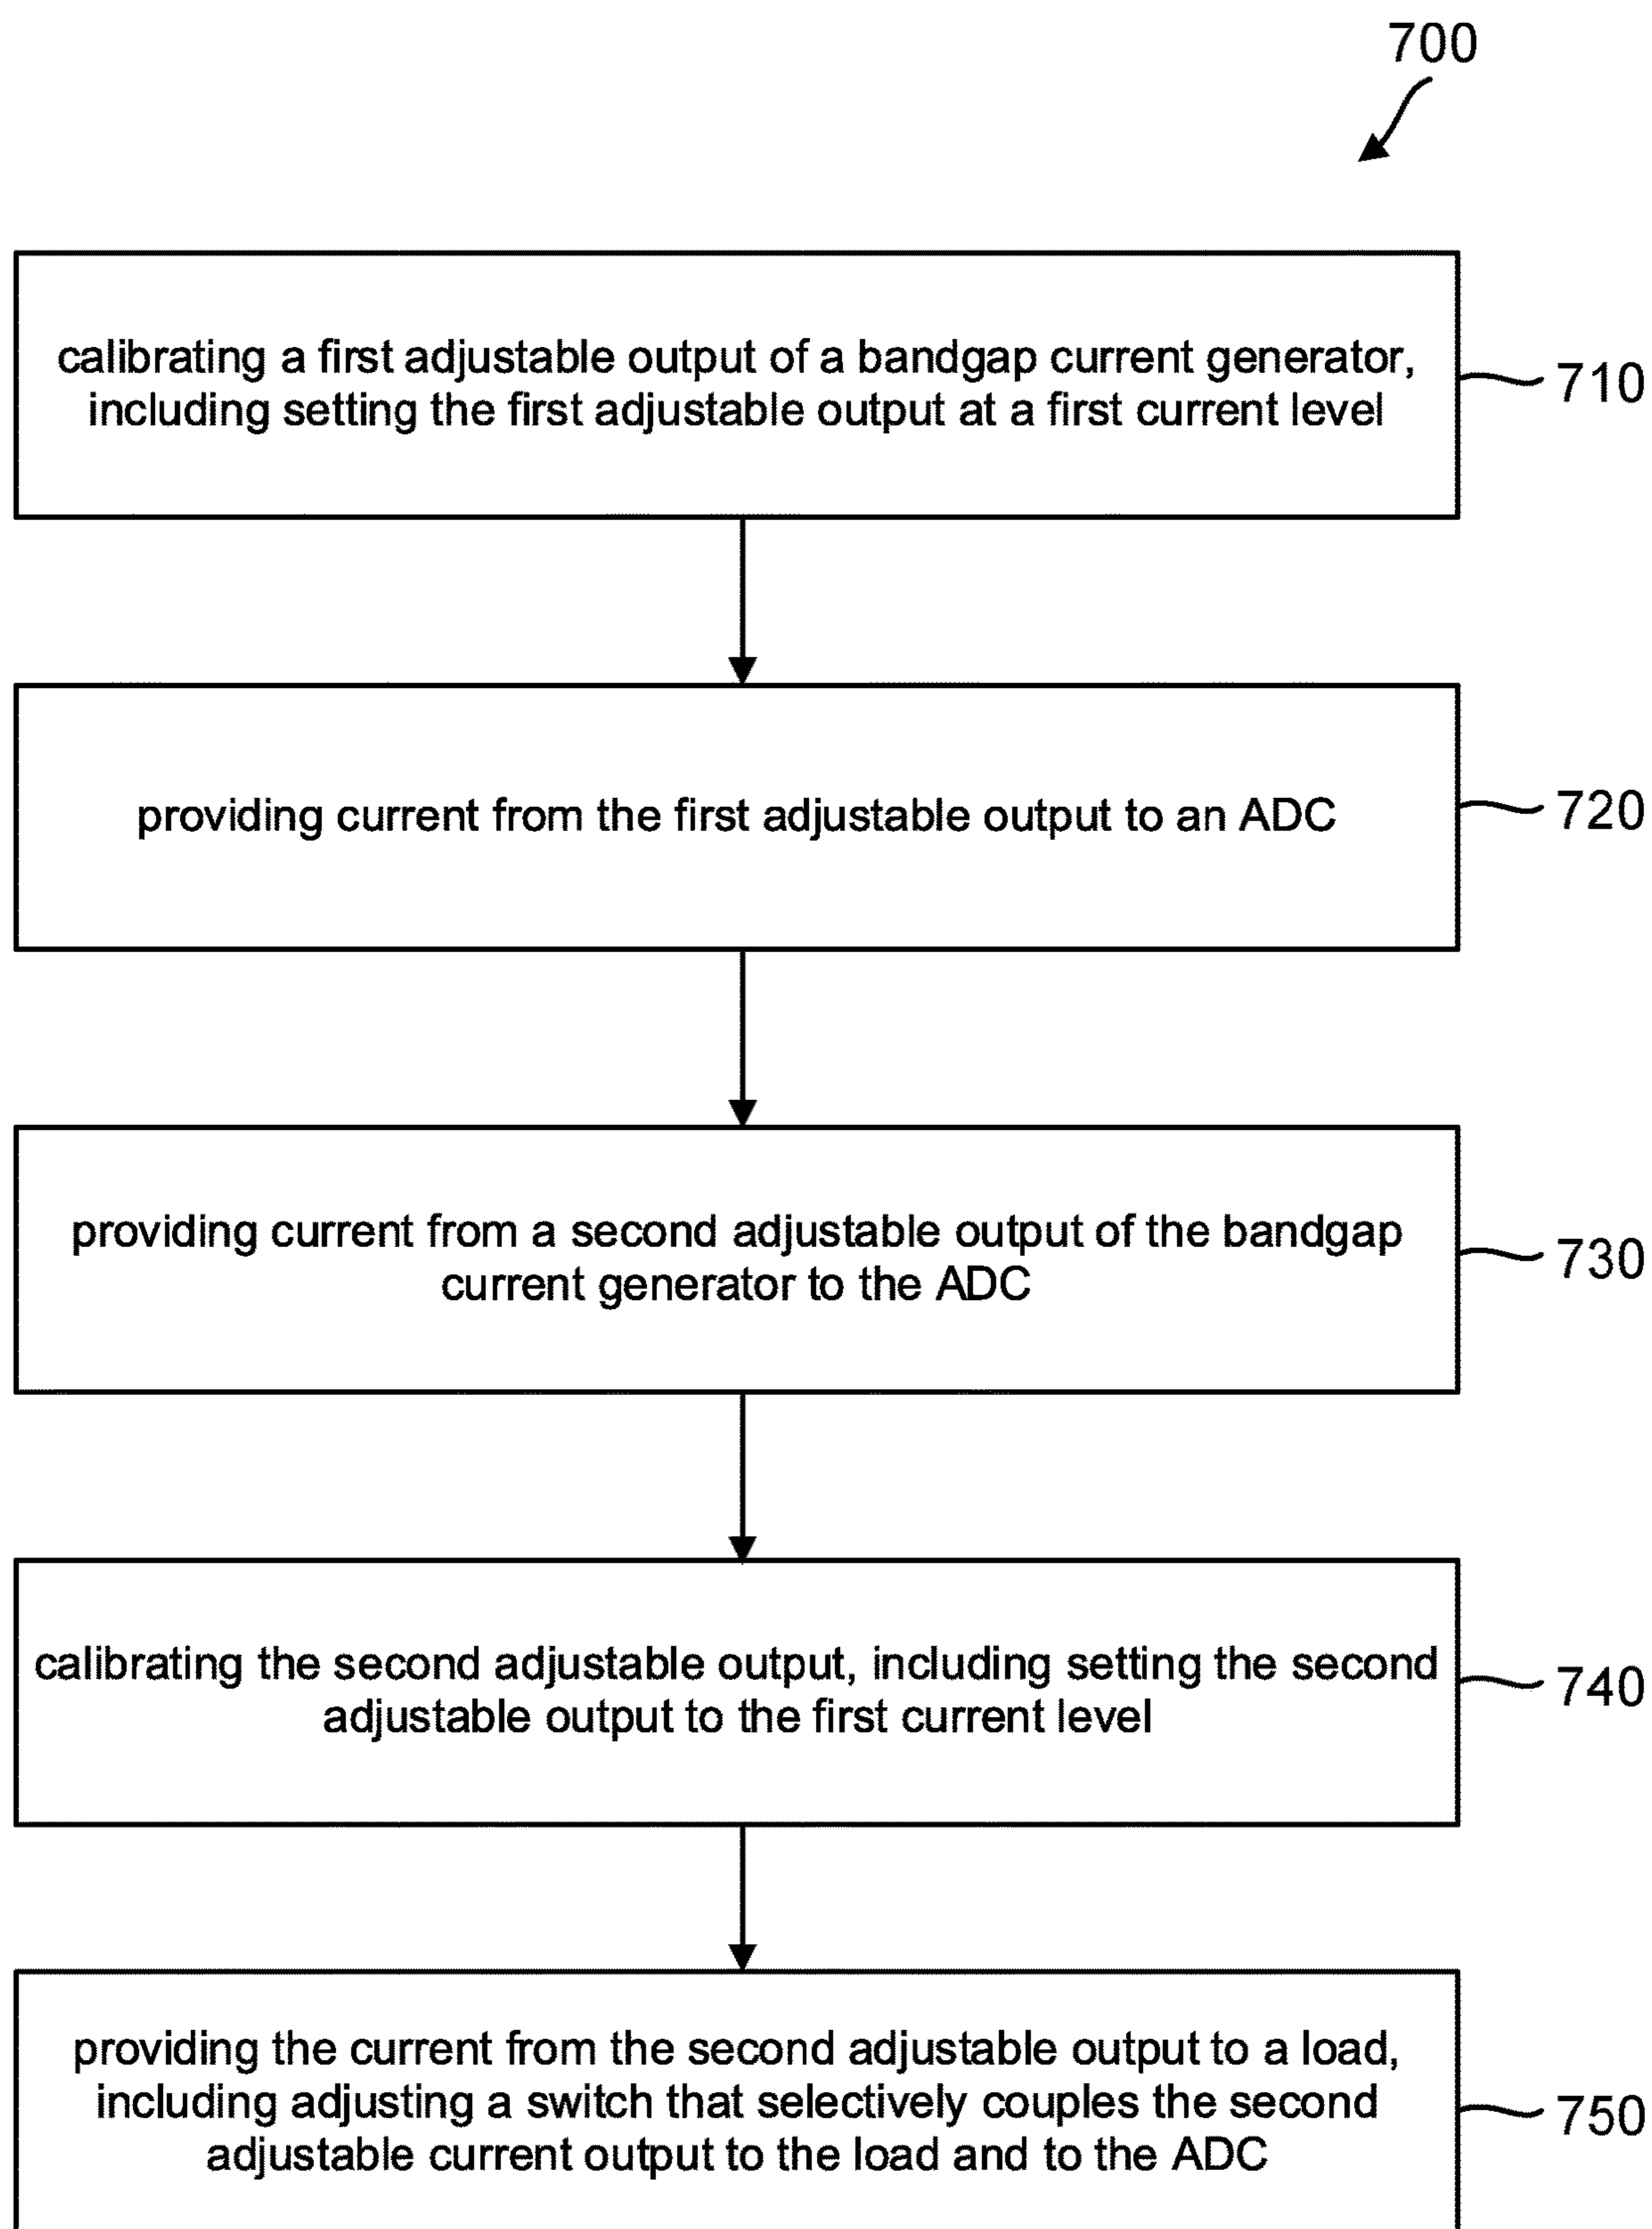 700
calibrating a first adjustable output of a bandgap current generator,
including setting the first adjustable output at a first current level
710
providing current from the first adjustable output to an ADC
720
providing current from a second adjustable output of the bandgap
current generator to the ADC
730
calibrating the second adjustable output, including setting the second
adjustable output to the first current level
740
providing the current from the second adjustable output to a load,
including adjusting a switch that selectively couples the second
adjustable current output to the load and to the ADC
750